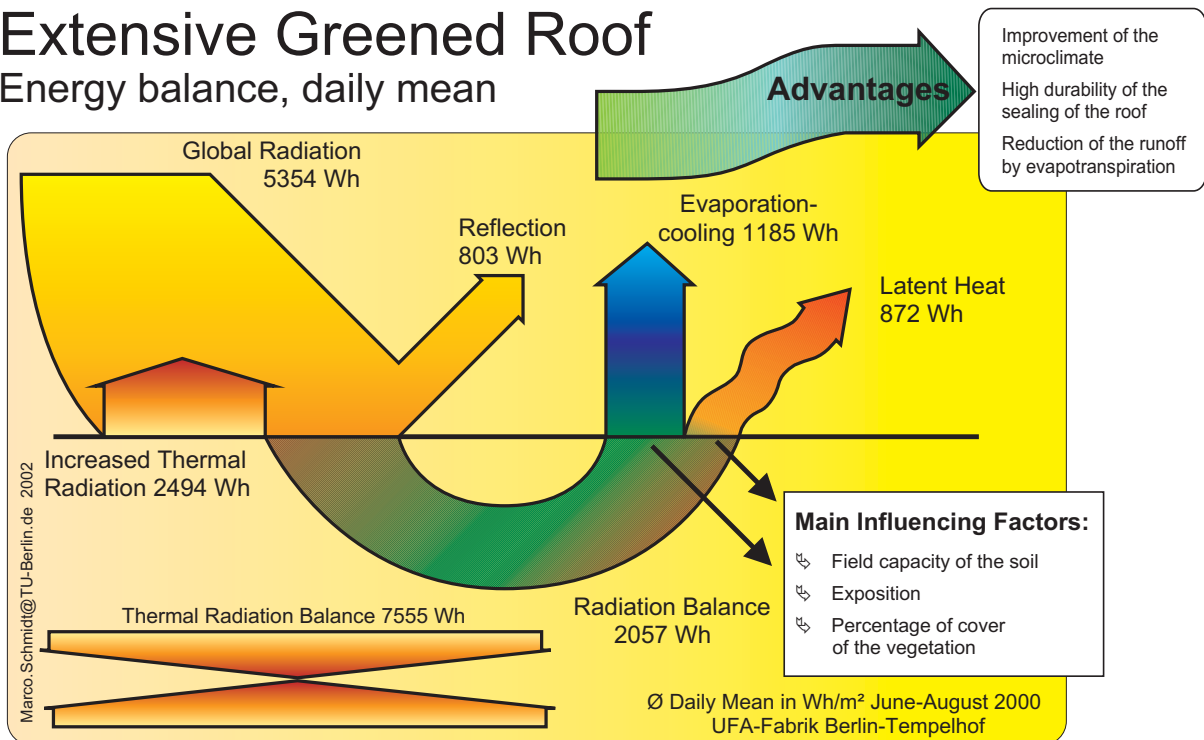 Extensive Greened Roof
Energy balance, daily mean
Advantages
Improvement of the
microclimate
High durability of the
sealing of the roof
Reduction of the runoff
by evapotranspiration
Global Radiation
5354 Wh
Reflection
803 Wh
Evaporation-
cooling 1185 Wh
Latent Heat
872 Wh
Increased Thermal
Radiation 2494 Wh
Main Influencing Factors:
Field capacity of the soil
Exposition
Percentage of cover
of the vegetation
Radiation Balance
2057 Wh
Thermal Radiation Balance 7555 Wh
Ø Daily Mean in Wh/m² June-August 2000
UFA-Fabrik Berlin-Tempelhof
Marco.Schmidt@TU-Berlin.de 2002